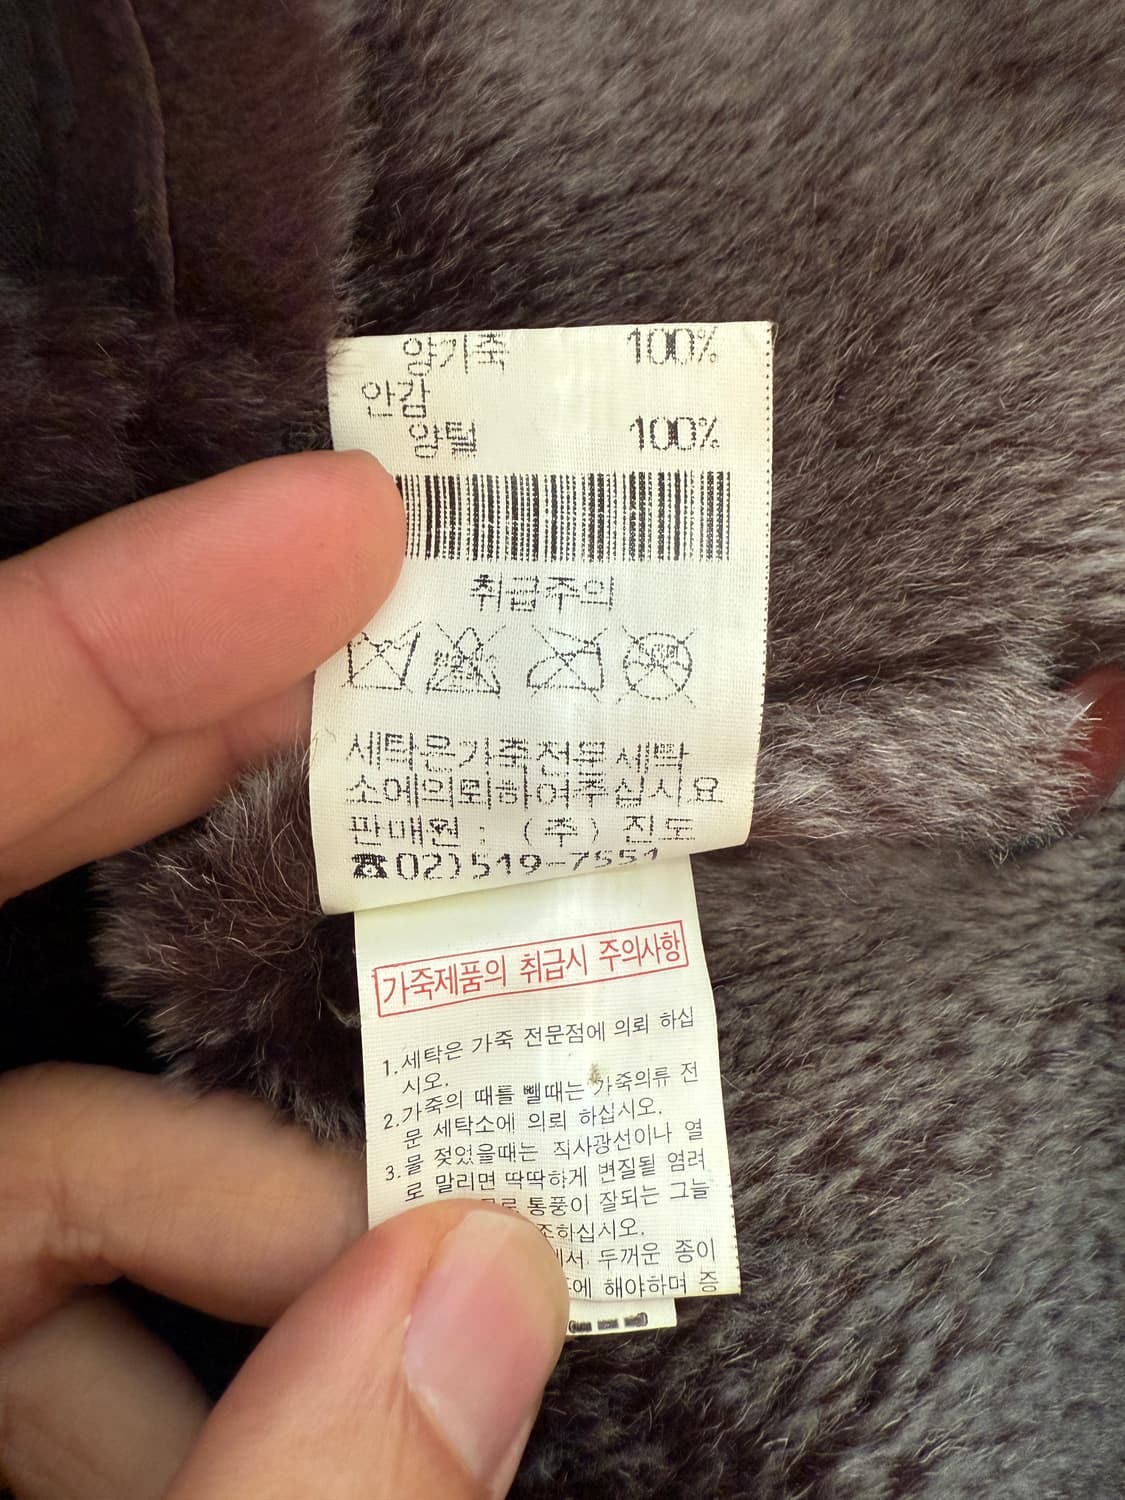 양가죽 100%
안감
양털 100%
취급주의
세탁은가죽전문세탁
소에의뢰하여주십시요
판매원 : (주) 진도
☎02)519-7551
가죽제품의 취급시 주의사항
1. 세탁은 가죽 전문점에 의뢰 하십
시오.
2. 가죽의 때를 뺄때는 가죽의류 전
문 세탁소에 의뢰 하십시오.
3. 물 젖었을때는 직사광선이나 열
로 말리면 딱딱하게 변질될 염려
통풍이 잘되는 그늘
조하십시오.
두꺼운 종이
해야하며 증